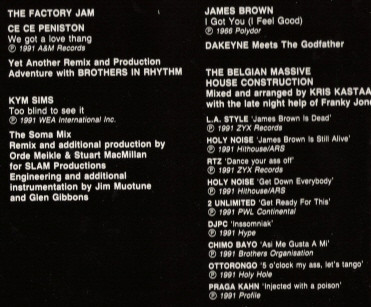 THE FACTORY JAM
CE CE PENISTON
We got a love thang
℗ 1991 A&M Records
Yet Another Remix and Production
Adventure with BROTHERS IN RHYTHM
KYM SIMS
Too blind to see it
℗ 1991 WEA International Inc.
The Soma Mix
Remix and additional production by
Orde Meikle & Stuart MacMillan
for SLAM Productions
Engineering and additional
instrumentation by Jim Muotune
and Glen Gibbons
JAMES BROWN
I Got You (I Feel Good)
℗ 1966 Polydor
DAKEYNE Meets The Godfather
THE BELGIAN MASSIVE
HOUSE CONSTRUCTION
Mixed and arranged by KRIS KASTAA
with the late night help of Franky Jone
L.A. STYLE 'James Brown Is Dead'
℗ 1991 ZYX Records
HOLY NOISE 'James Brown Is Still Alive'
℗ 1991 Hithouse/ARS
RTZ 'Dance your ass off'
℗ 1991 ZYX Records
HOLY NOISE 'Get Down Everybody'
℗ 1991 Hithouse/ARS
2 UNLIMITED 'Get Ready For This'
℗ 1991 PWL Continental
DJPC 'Inssomniak'
℗ 1991 Hype
CHIMO BAYO 'Asi Me Gusta A Mi'
℗ 1991 Brothers Organisation
OTTORONGO '5 o'clock my ass, let's tango'
℗ 1991 Holy Hole
PRAGA KAHN 'Injected with a poison'
℗ 1991 Profile